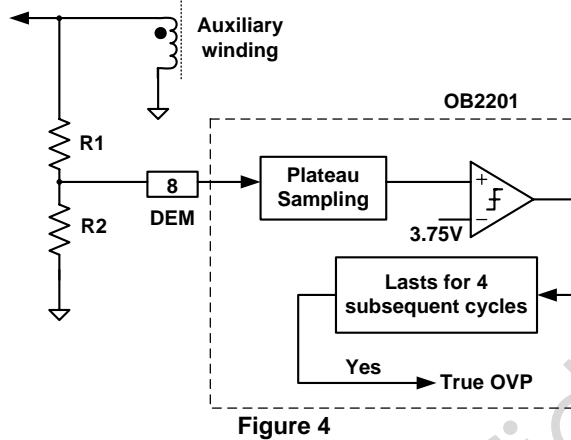 Auxiliary
winding
OB2201
R1
Plateau
Sampling
+
−
3.75V
8
DEM
R2
Lasts for 4
subsequent cycles
Yes
True OVP
Figure 4